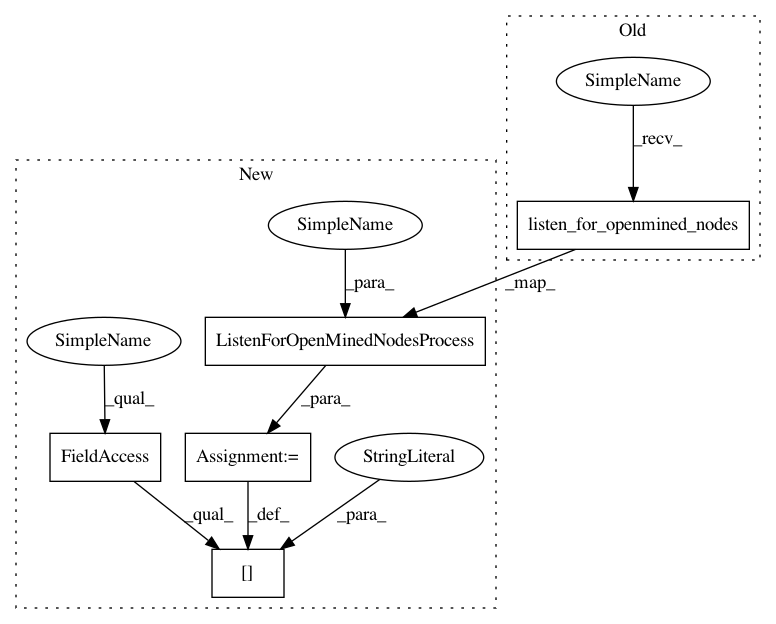 Old
SimpleName
_recv_
New
listen_for_openmined_nodes
SimpleName
_para_
_map_
SimpleName
ListenForOpenMinedNodesProcess
_qual_
_para_
FieldAccess
Assignment:=
StringLiteral
_qual_
_def_
_para_
[]